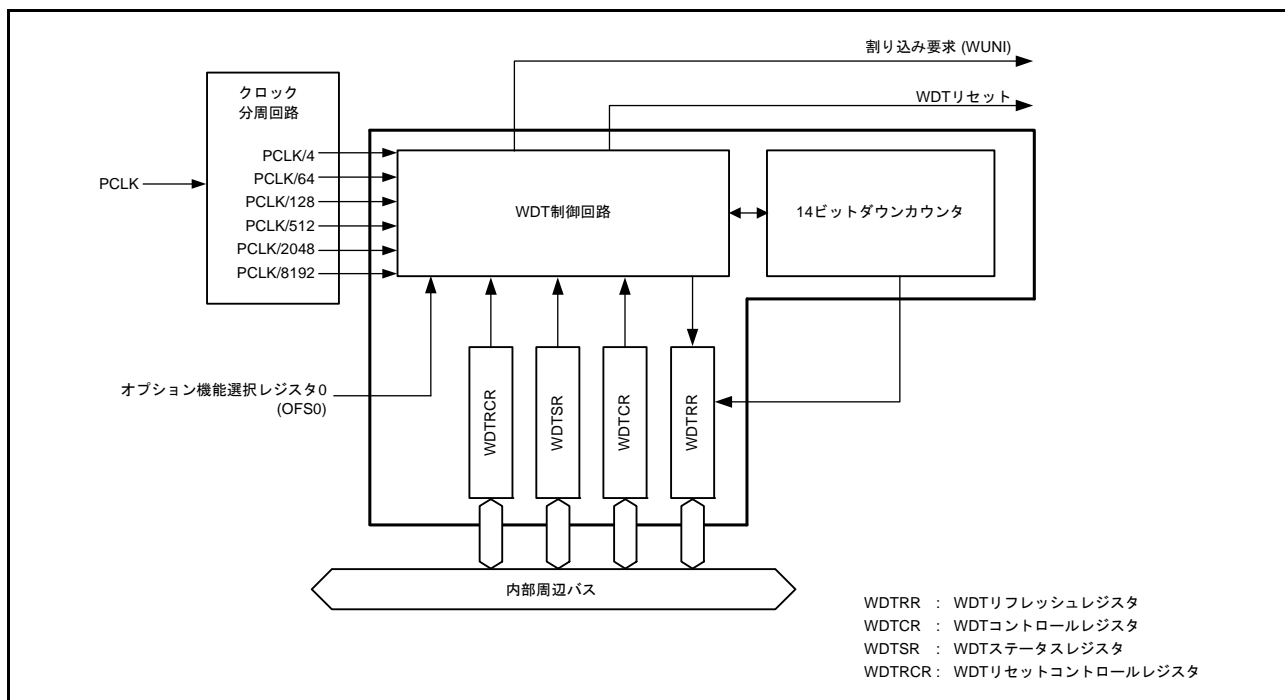 割り込み要求 (WUNI)
WDTリセット
クロック
分周回路
PCLK
PCLK/4
PCLK/64
PCLK/128
PCLK/512
PCLK/2048
PCLK/8192
WDT制御回路
14ビットダウンカウンタ
オプション機能選択レジスタ0
(OFS0)
WDTRCR
WDTSR
WDTCR
WDTRR
内部周辺バス
WDTRR : WDTリフレッシュレジスタ
WDTCR : WDTコントロールレジスタ
WDTSR : WDTステータスレジスタ
WDTRCR : WDTリセットコントロールレジスタ